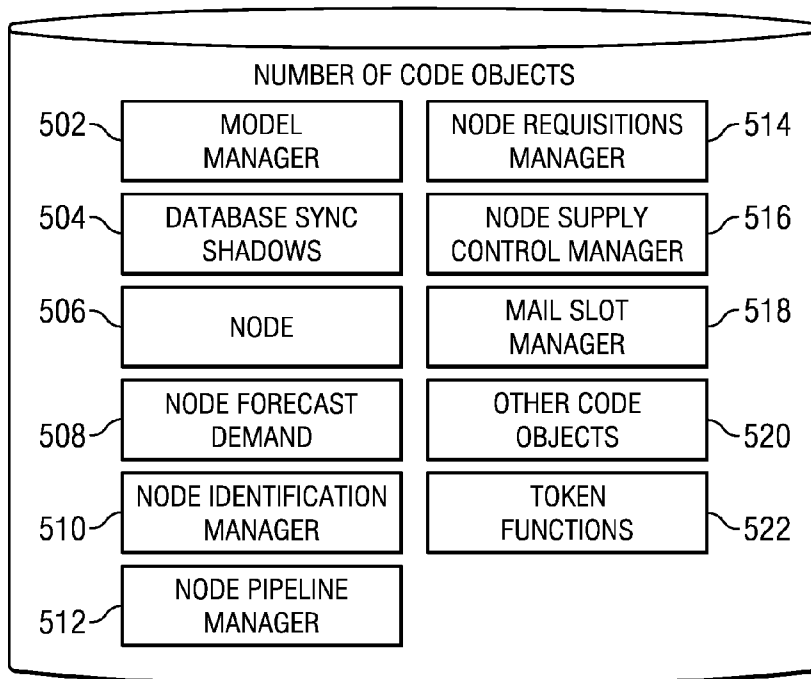 NUMBER OF CODE OBJECTS
502
MODEL
MANAGER
504
DATABASE SYNC
SHADOWS
506
NODE
508
NODE FORECAST
DEMAND
510
NODE IDENTIFICATION
MANAGER
512
NODE PIPELINE
MANAGER
NODE REQUISITIONS
MANAGER
514
NODE SUPPLY
CONTROL MANAGER
516
MAIL SLOT
MANAGER
518
OTHER CODE
OBJECTS
520
TOKEN
FUNCTIONS
522